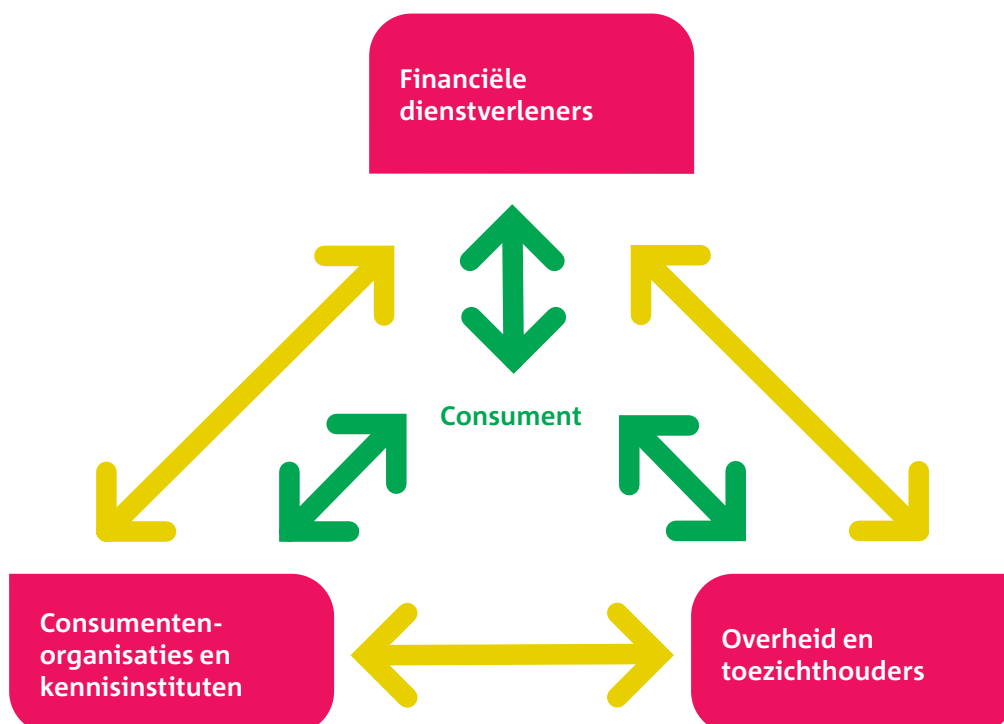 Financiële
dienstverleners
Consument
Consumenten-
organisaties en
kennisinstituten
Overheid en
toezichthouders